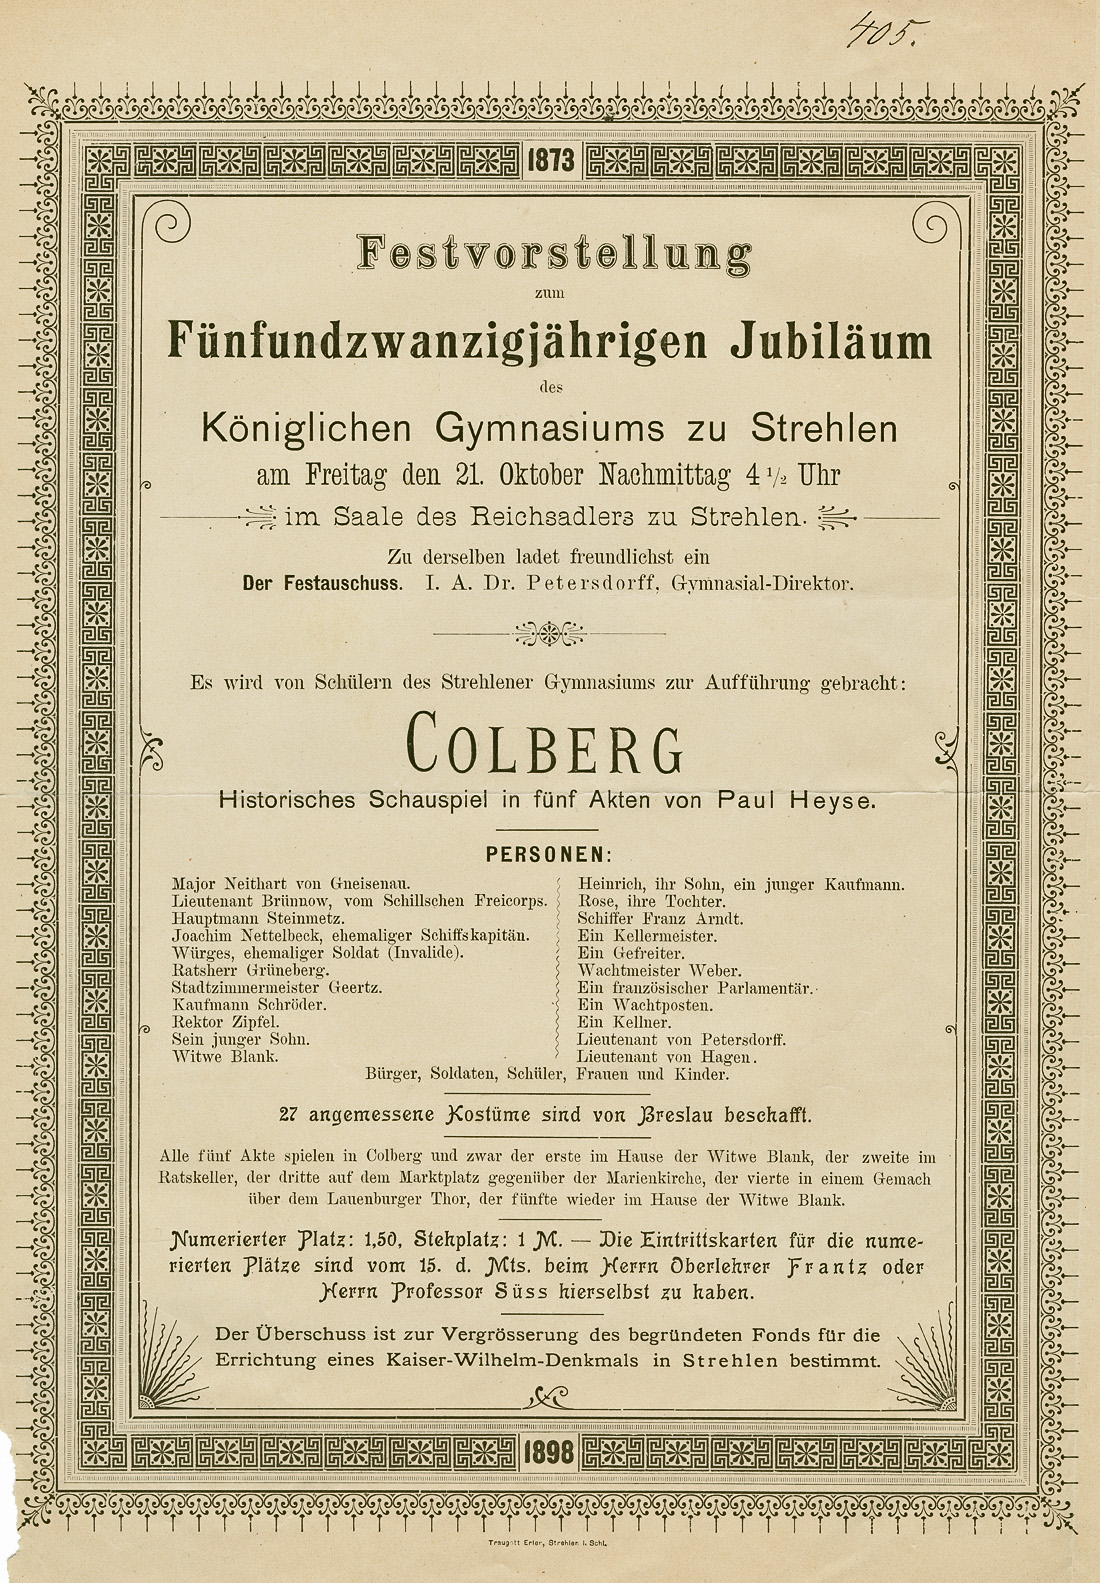 405.
1873
Festvorstellung
zum
Fünfundzwanzigjährigen Jubiläum
des
Königlichen Gymnasiums zu Strehlen
am Freitag den 21. Oktober Nachmittag 4 1/2 Uhr
im Saale des Reichsadlers zu Strehlen.
Zu derselben ladet freundlichst ein
Der Festauschuss. I. A. Dr. Petersdorff, Gymnasial-Direktor.
Es wird von Schülern des Strehlener Gymnasiums zur Aufführung gebracht:
COLBERG
Historisches Schauspiel in fünf Akten von Paul Heyse.
PERSONEN:
Major Neithart von Gneisenau.
Lieutenant Brünnow, vom Schillschen Freicorps.
Hauptmann Steinmetz.
Joachim Nettelbeck, ehemaliger Schiffskapitän.
Würges, ehemaliger Soldat (Invalide).
Ratsherr Grüneberg.
Stadtzimmermeister Geertz.
Kaufmann Schröder.
Rektor Zipfel.
Sein junger Sohn.
Witwe Blank.
Heinrich, ihr Sohn, ein junger Kaufmann.
Rose, ihre Tochter.
Schiffer Franz Arndt.
Ein Kellermeister.
Ein Gefreiter.
Wachtmeister Weber.
Ein französischer Parlamentär.
Ein Wachtposten.
Ein Kellner.
Lieutenant von Petersdorff.
Lieutenant von Hagen.
Bürger, Soldaten, Schüler, Frauen und Kinder.
27 angemessene Kostüme sind von Breslau beschafft.
Alle fünf Akte spielen in Colberg und zwar der erste im Hause der Witwe Blank, der zweite im
Ratskeller, der dritte auf dem Marktplatz gegenüber der Marienkirche, der vierte in einem Gemach
über dem Lauenburger Thor, der fünfte wieder im Hause der Witwe Blank.
Numerierter Platz: 1,50, Stehplatz: 1 M. — Die Eintrittskarten für die nume-
rierten Plätze sind vom 15. d. Mts. beim Herrn Oberlehrer Frantz oder
Herrn Professor Süss hierselbst zu haben.
Der Überschuss ist zur Vergrösserung des begründeten Fonds für die
Errichtung eines Kaiser-Wilhelm-Denkmals in Strehlen bestimmt.
1898
Traugott Erler, Strehlen i. Schl.